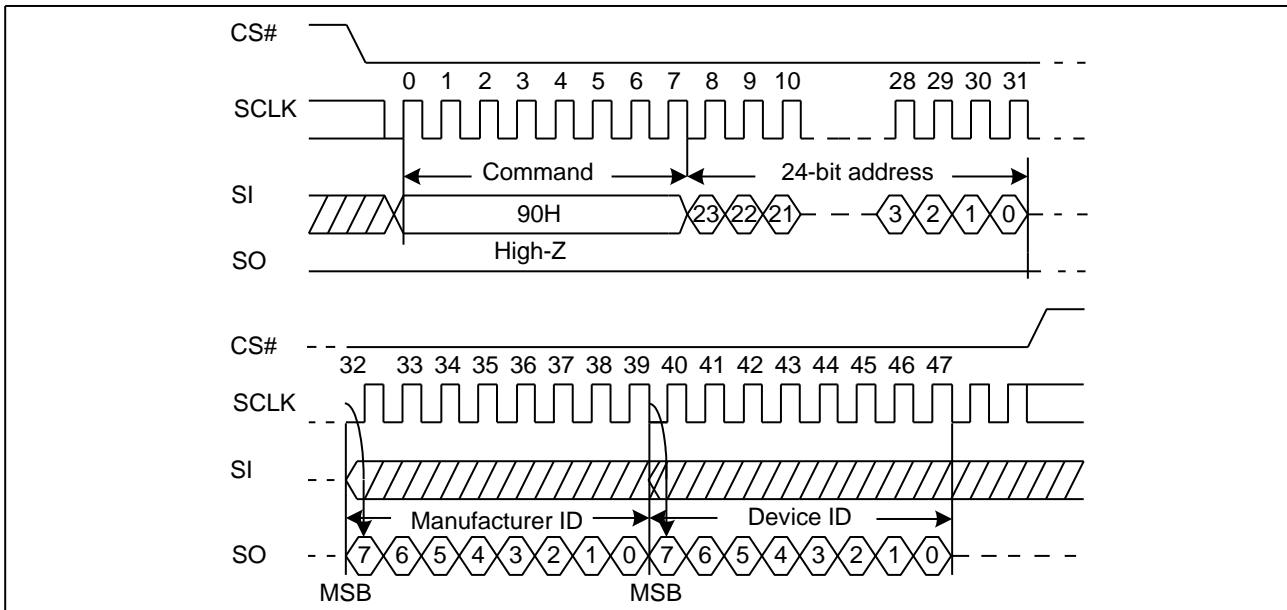 CS#
0 1 2 3 4 5 6 7 8 9 10 28 29 30 31
SCLK
Command 24-bit address
SI
90H 23 22 21 3 2 1 0
High-Z
SO
CS#
32 33 34 35 36 37 38 39 40 41 42 43 44 45 46 47
SCLK
SI
Manufacturer ID Device ID
SO 7 6 5 4 3 2 1 0 7 6 5 4 3 2 1 0
MSB MSB